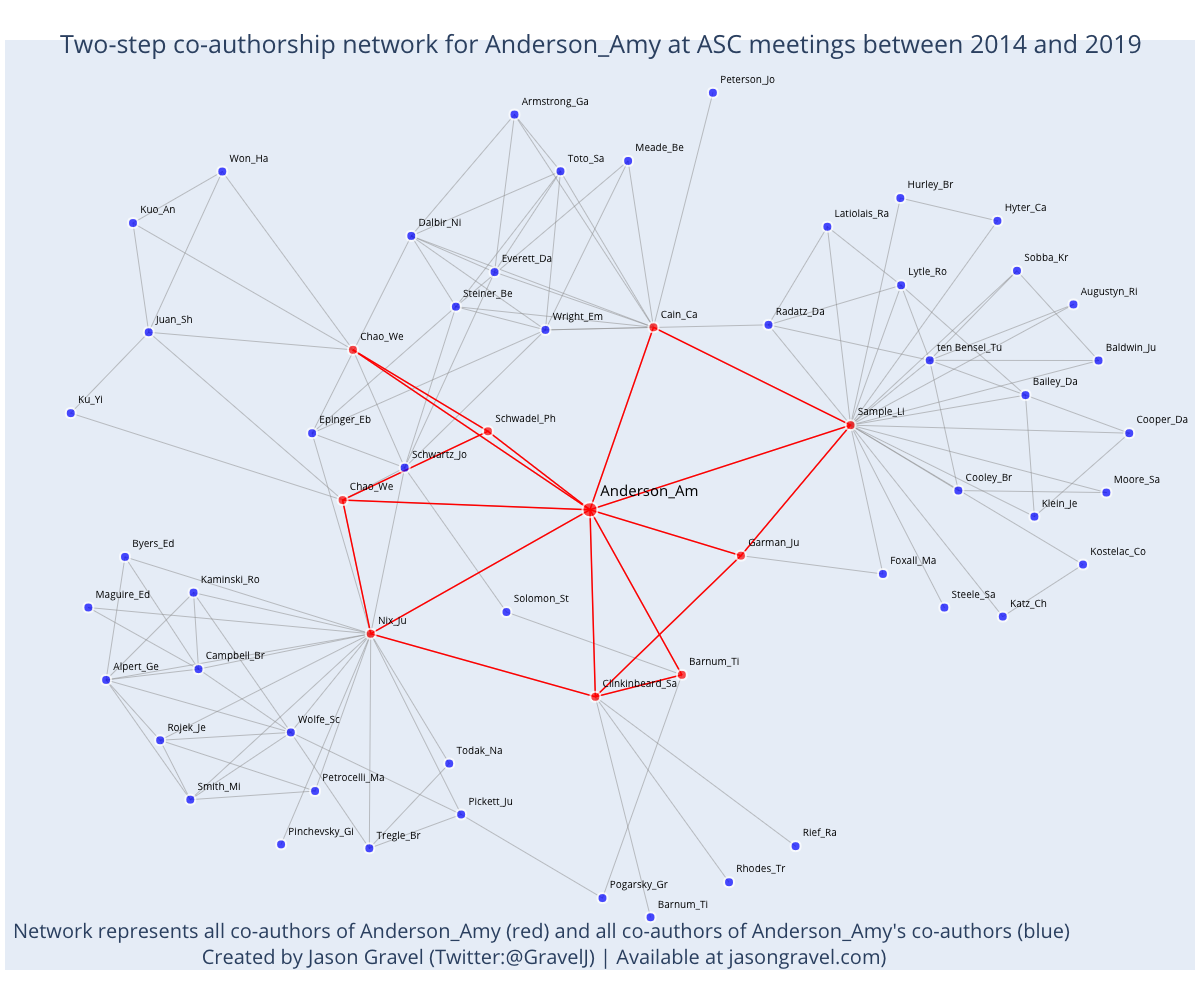 Two-step co-authorship network for Anderson_Amy at ASC meetings between 2014 and 2019
Peterson_Jo
Armstrong_Ga
Meade_Be
Toto_Sa
Won_Ha
Hurley_Br
Kuo_An
Hyter_Ca
Latiolais_Ra
Dalbir_Ni
Everett_Da
Sobba_Kr
Lytle_Ro
Steiner_Be
Augustyn_Ri
Juan_Sh
Wright_Em
Cain_Ca
Radatz_Da
Chao_We
ten Bensel_Tu
Baldwin_Ju
Bailey_Da
Ku_Yi
Epinger_Eb
Schwadel_Ph
Sample_Li
Cooper_Da
Schwartz_Jo
Chao_We
Anderson_Am
Cooley_Br
Moore_Sa
Klein_Je
Byers_Ed
Garman_Ju
Foxall_Ma
Kostelac_Co
Maguire_Ed
Kaminski_Ro
Solomon_St
Steele_Sa
Katz_Ch
Nix_Ju
Alpert_Ge
Campbell_Br
Clinkinbeard_Sa
Barnum_Ti
Rojek_Je
Wolfe_Sc
Todak_Na
Smith_Mi
Petrocelli_Ma
Pickett_Ju
Pinchevsky_Gi
Tregle_Br
Rief_Ra
Rhodes_Tr
Pogarsky_Gr
Barnum_Ti
Network represents all co-authors of Anderson_Amy (red) and all co-authors of Anderson_Amy's co-authors (blue)
Created by Jason Gravel (Twitter:@GravelJ) | Available at jasongravel.com)